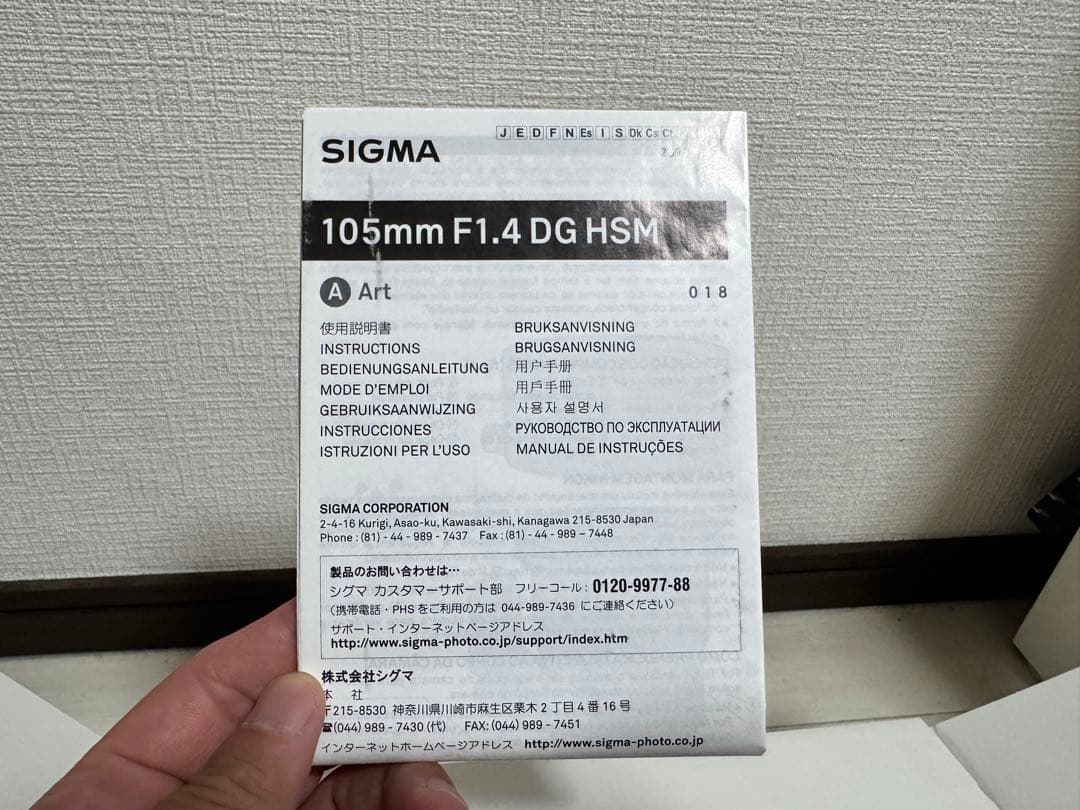 J E D F N Es I S Dk Cs
SIGMA
105mm F1.4 DG HSM
A Art
018
使用説明書
INSTRUCTIONS
BEDIENUNGSANLEITUNG
MODE D'EMPLOI
GEBRUIKSAANWIJZING
INSTRUCCIONES
ISTRUZIONI PER L'USO
BRUKSANVISNING
BRUGSANVISNING
用户手册
用戶手冊
사용자 설명서
РУКОВОДСТВО ПО ЭКСПЛУАТАЦИИ
MANUAL DE INSTRUÇÕES
SIGMA CORPORATION
2-4-16 Kurigi, Asao-ku, Kawasaki-shi, Kanagawa 215-8530 Japan
Phone : (81) - 44 - 989 - 7437 Fax : (81) - 44 - 989 - 7448
製品のお問い合わせは…
シグマ カスタマーサポート部 フリーコール : 0120-9977-88
(携帯電話・PHSをご利用の方は 044-989-7436 にご連絡ください)
サポート・インターネットページアドレス
http://www.sigma-photo.co.jp/support/index.htm
株式会社シグマ
本 社
〒215-8530 神奈川県川崎市麻生区栗木2丁目4番16号
☎(044) 989 - 7430 (代) FAX: (044) 989 - 7451
インターネットホームページアドレス http://www.sigma-photo.co.jp